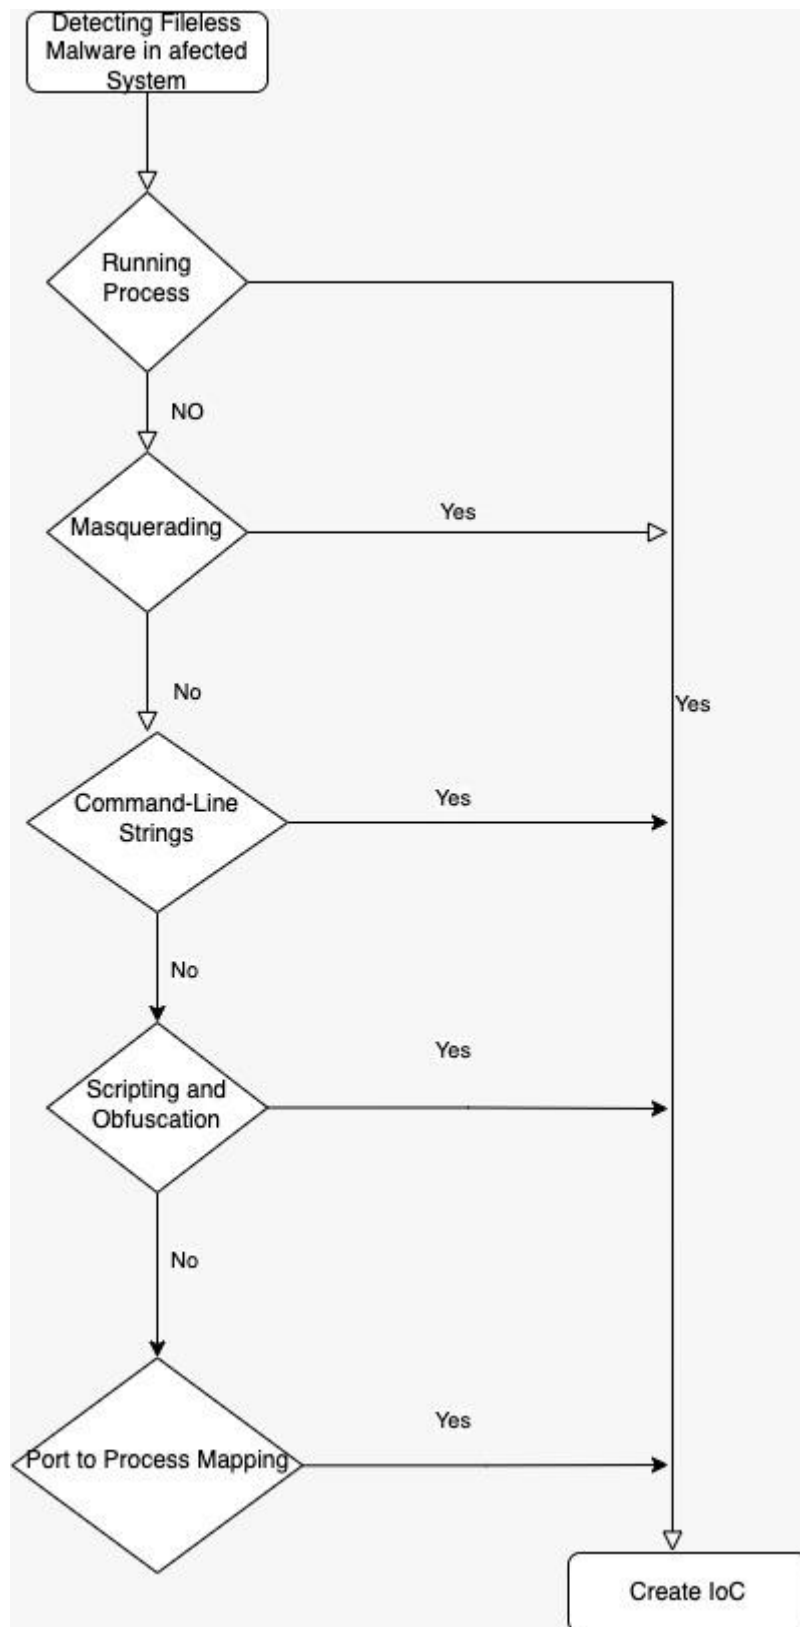 Detecting Fileless
Malware in afected
System
Running
Process
NO
Masquerading
Yes
No
Yes
Command-Line
Strings
Yes
No
Scripting and
Obfuscation
Yes
No
Port to Process Mapping
Yes
Create IoC